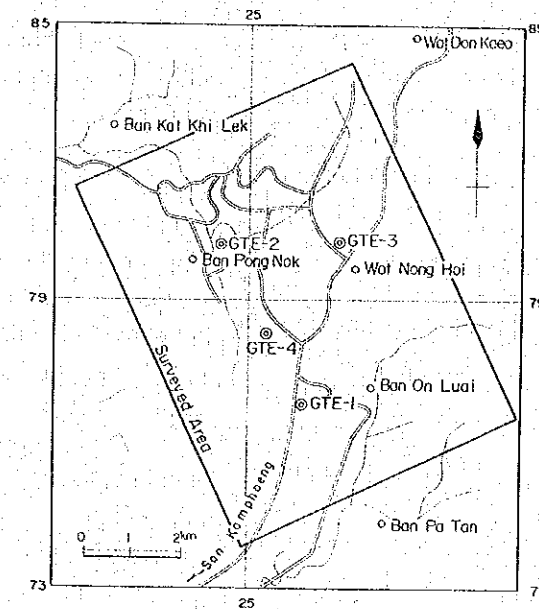 25
85
85
Wat Don Kaeo
Ban Kat Khi Lek
GTE-2
GTE-3
Ban Pong Nok
Wat Nong Hoi
79
79
GTE-4
Surveyed Area
Ban On Luai
GTE-1
San Kamphaeng
Ban Pa Tan
0 1 2km
73
25
7